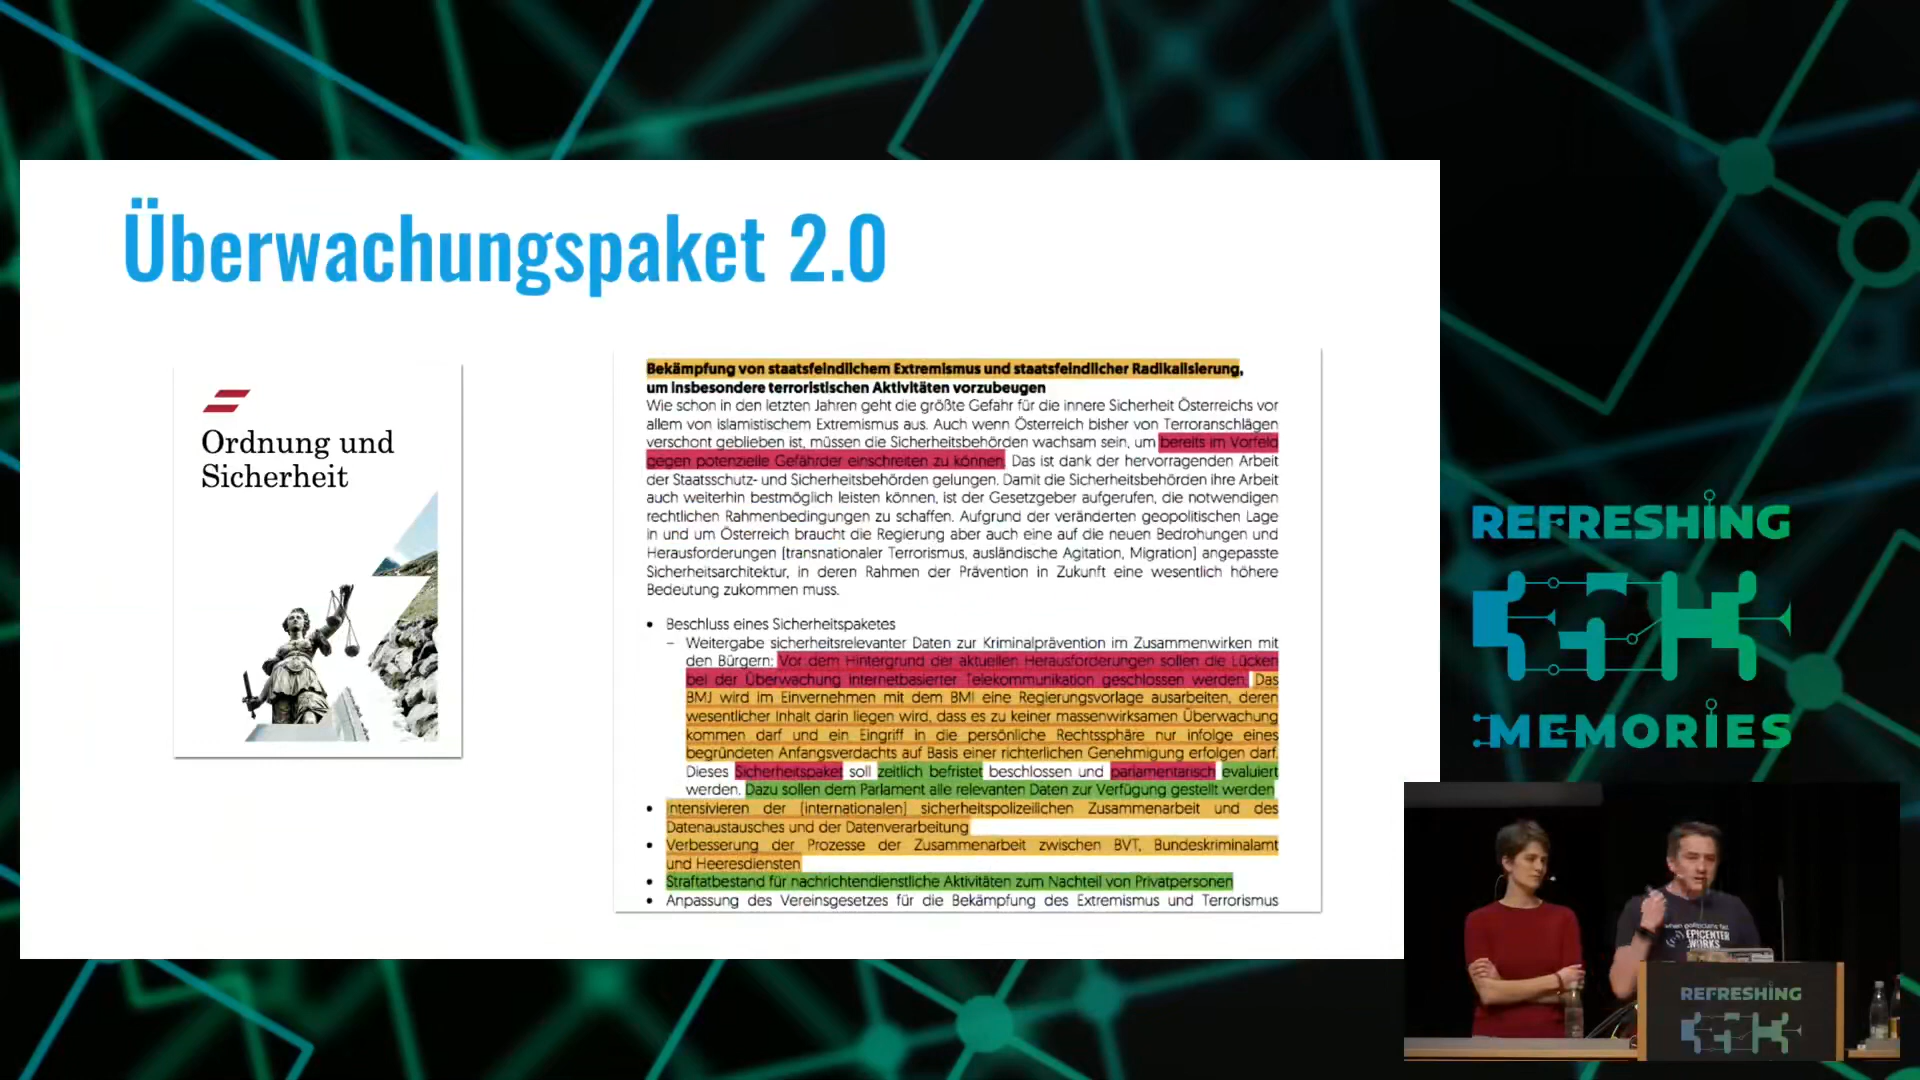 Überwachungspaket 2.0
Ordnung und
Sicherheit
Bekämpfung von staatsfeindlichem Extremismus und staatsfeindlicher Radikalisierung,
um insbesondere terroristischen Aktivitäten vorzubeugen
Wie schon in den letzten Jahren geht die größte Gefahr für die innere Sicherheit Österreichs vor
allem von islamistischem Extremismus aus. Auch wenn Österreich bisher von Terroranschlägen
verschont geblieben ist, müssen die Sicherheitsbehörden wachsam sein, um bereits im Vorfeld
gegen potenzielle Gefährder einschreiten zu können. Das ist dank der hervorragenden Arbeit
der Staatsschutz- und Sicherheitsbehörden gelungen. Damit die Sicherheitsbehörden ihre Arbeit
auch weiterhin bestmöglich leisten können, ist der Gesetzgeber aufgerufen, die notwendigen
rechtlichen Rahmenbedingungen zu schaffen. Aufgrund der veränderten geopolitischen Lage
in und um Österreich braucht die Regierung aber auch eine auf die neuen Bedrohungen und
Herausforderungen [transnationaler Terrorismus, ausländische Agitation, Migration] angepasste
Sicherheitsarchitektur, in deren Rahmen der Prävention in Zukunft eine wesentlich höhere
Bedeutung zukommen muss.
• Beschluss eines Sicherheitspaketes
– Weitergabe sicherheitsrelevanter Daten zur Kriminalprävention im Zusammenwirken mit
den Bürgern: Vor dem Hintergrund der aktuellen Herausforderungen sollen die Lücken
bei der Überwachung internetbasierter Telekommunikation geschlossen werden. Das
BMJ wird im Einvernehmen mit dem BMI eine Regierungsvorlage ausarbeiten, deren
wesentlicher Inhalt darin liegen wird, dass es zu keiner massenwirksamen Überwachung
kommen darf und ein Eingriff in die persönliche Rechtssphäre nur infolge eines
begründeten Anfangsverdachts auf Basis einer richterlichen Genehmigung erfolgen darf.
Dieses Sicherheitspaket soll zeitlich befristet beschlossen und parlamentarisch evaluiert
werden. Dazu sollen dem Parlament alle relevanten Daten zur Verfügung gestellt werden
• Intensivieren der [internationalen] sicherheitspolizeilichen Zusammenarbeit und des
Datenaustausches und der Datenverarbeitung
• Verbesserung der Prozesse der Zusammenarbeit zwischen BVT, Bundeskriminalamt
und Heeresdiensten
• Straftatbestand für nachrichtendienstliche Aktivitäten zum Nachteil von Privatpersonen
• Anpassung des Vereinsgesetzes für die Bekämpfung des Extremismus und Terrorismus
REFRESHING
MEMORIES
when politicians fail
EPICENTER
.WORKS
REFRESHING